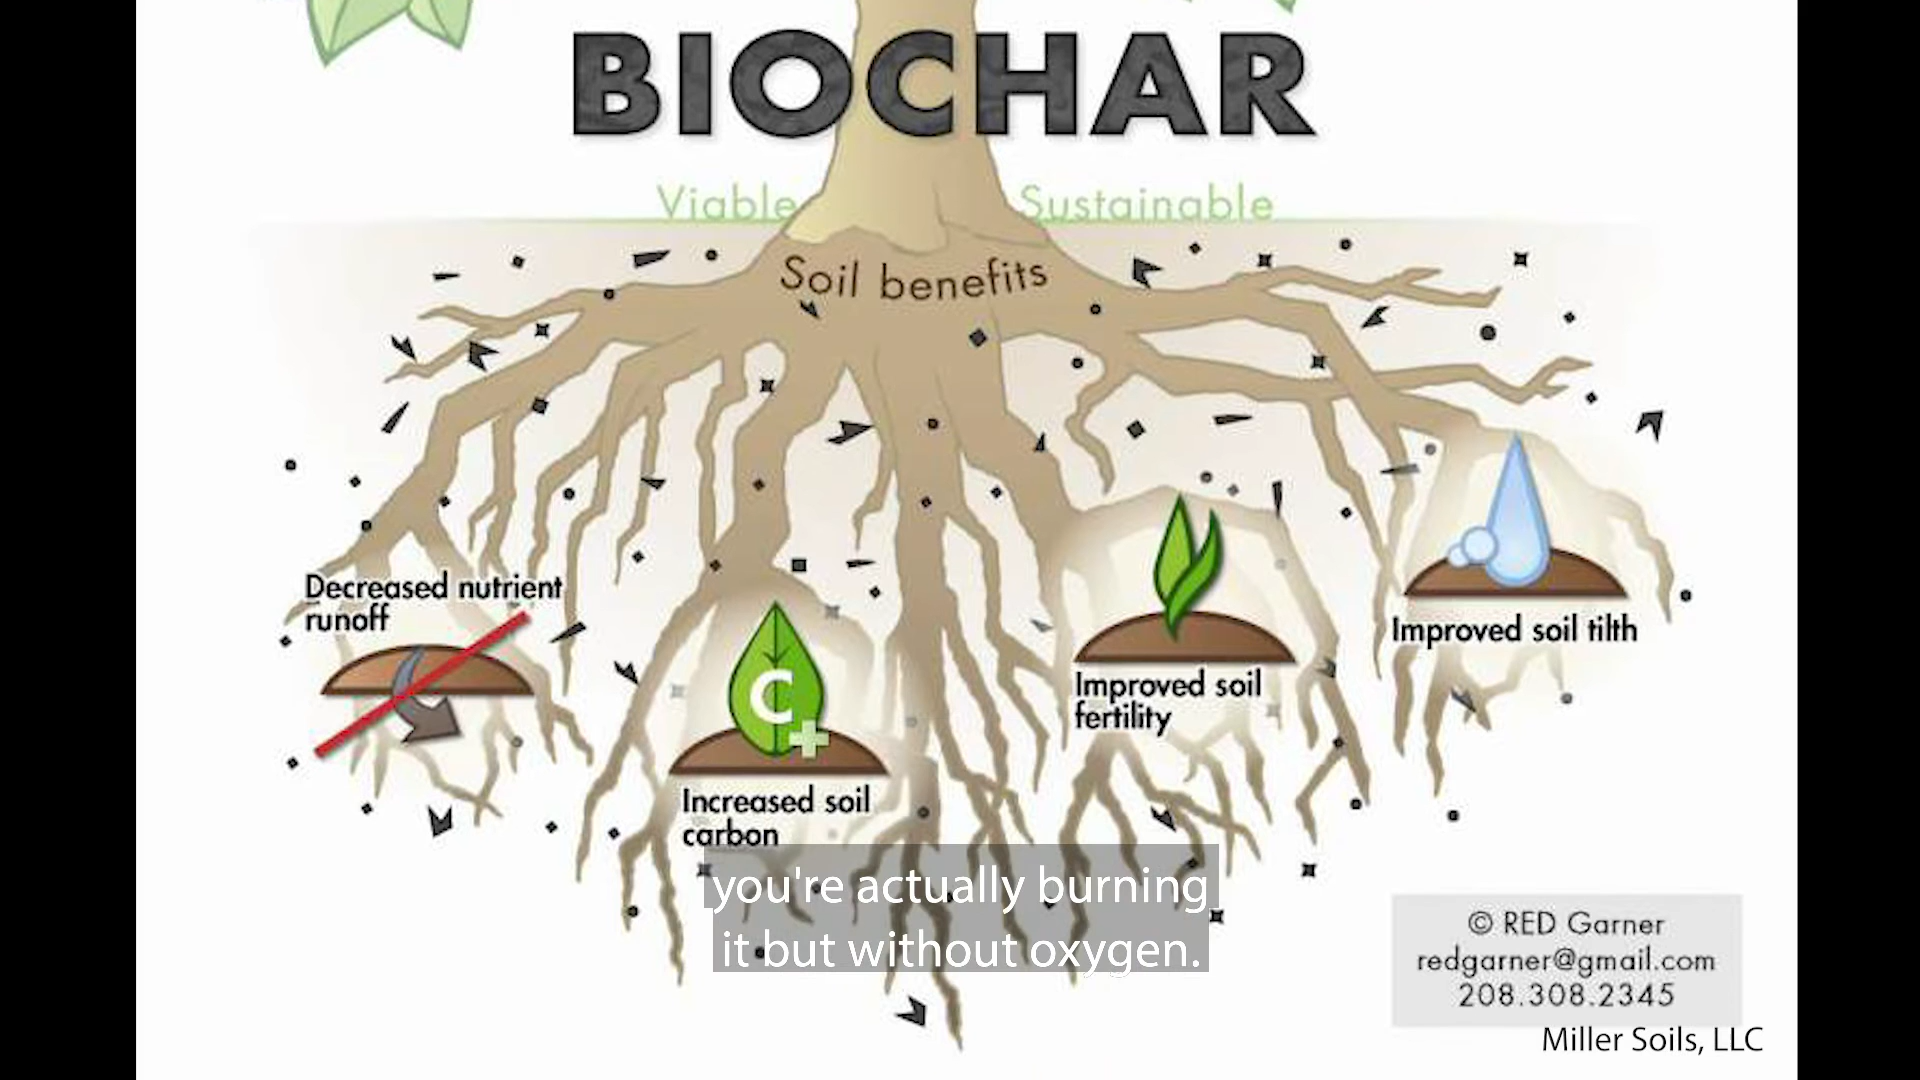 BIOCHAR
Viable Sustainable
Soil benefits
Decreased nutrient
runoff
Increased soil
carbon
Improved soil
fertility
Improved soil tilth
C
you're actually burning
it but without oxygen.
© RED Garner
redgarner@gmail.com
208.308.2345
Miller Soils, LLC